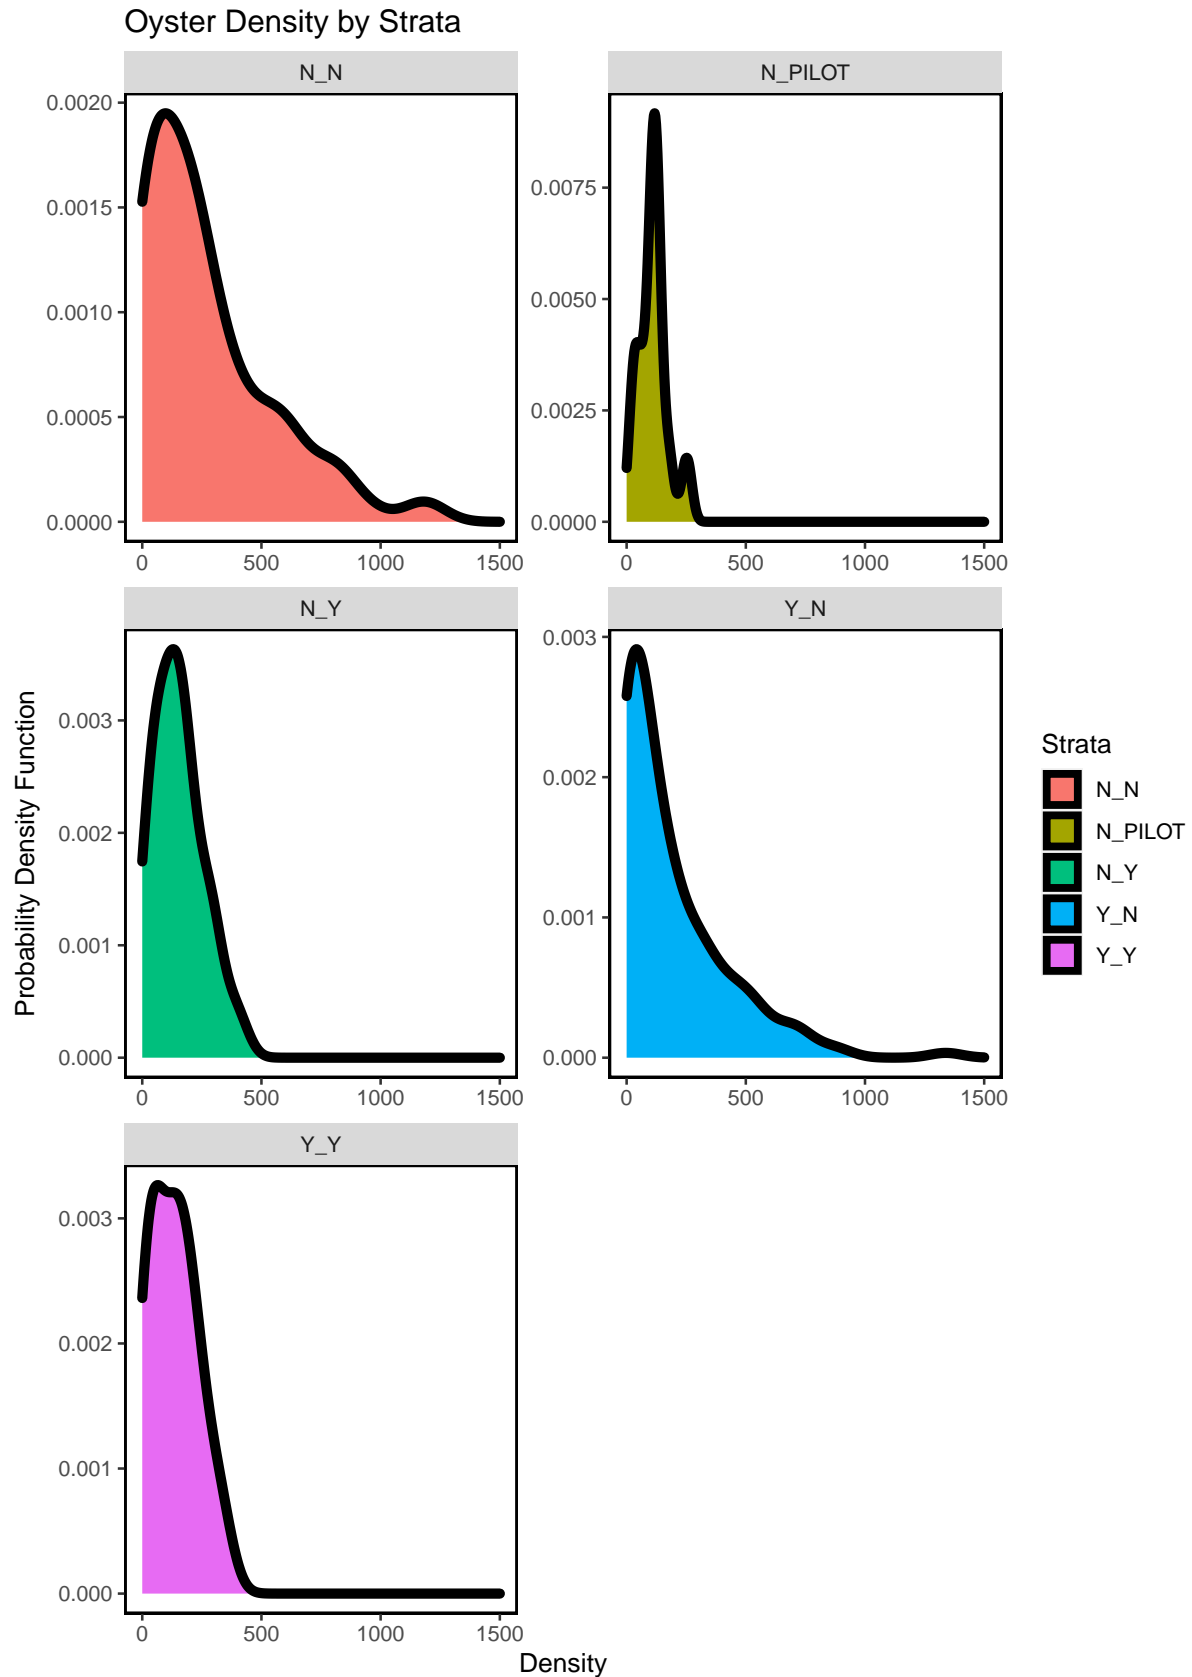 Oyster Density by Strata
N_N
N_PILOT
0.0020
0.0015
0.0010
0.0005
0.0000
0 500 1000 1500
0.0075
0.0050
0.0025
0.0000
0 500 1000 1500
N_Y
Y_N
0.003
0.002
0.001
0.000
0 500 1000 1500
0.003
0.002
0.001
0.000
0 500 1000 1500
Y_Y
0.003
0.002
0.001
0.000
0 500 1000 1500
Probability Density Function
Density
Strata
N_N
N_PILOT
N_Y
Y_N
Y_Y